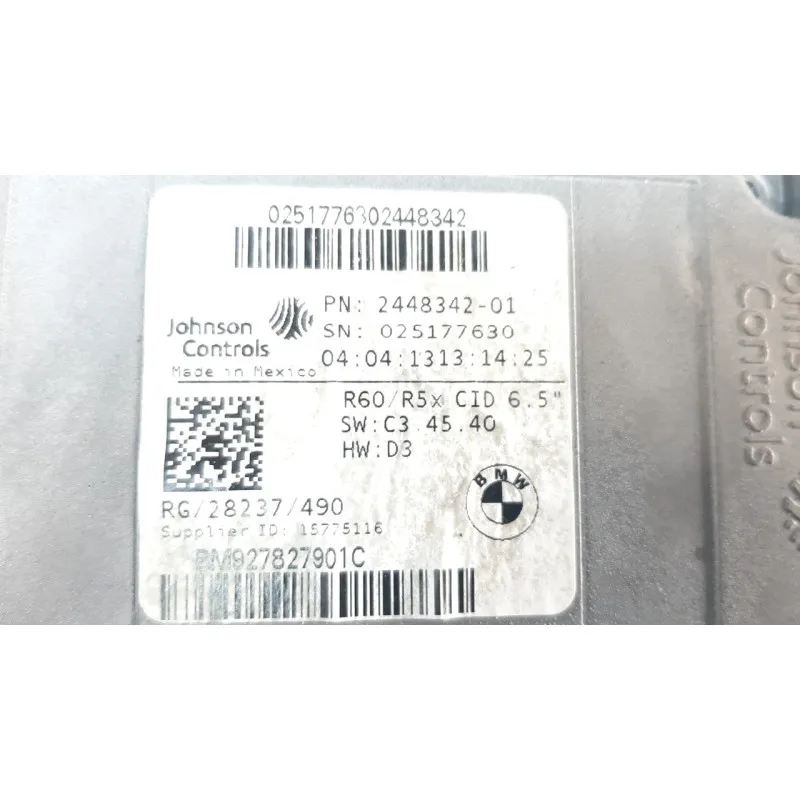 0251776302448342
Johnson
Controls
Made in Mexico
PN: 2448342-01
SN: 025177630
04:04:1313:14:25
R60/R5x CID 6.5"
SW:C3 45.40
HW:D3
BMW
RG/28237/490
Supplier ID: 15775116
BM927827901C
Johnson
Controls